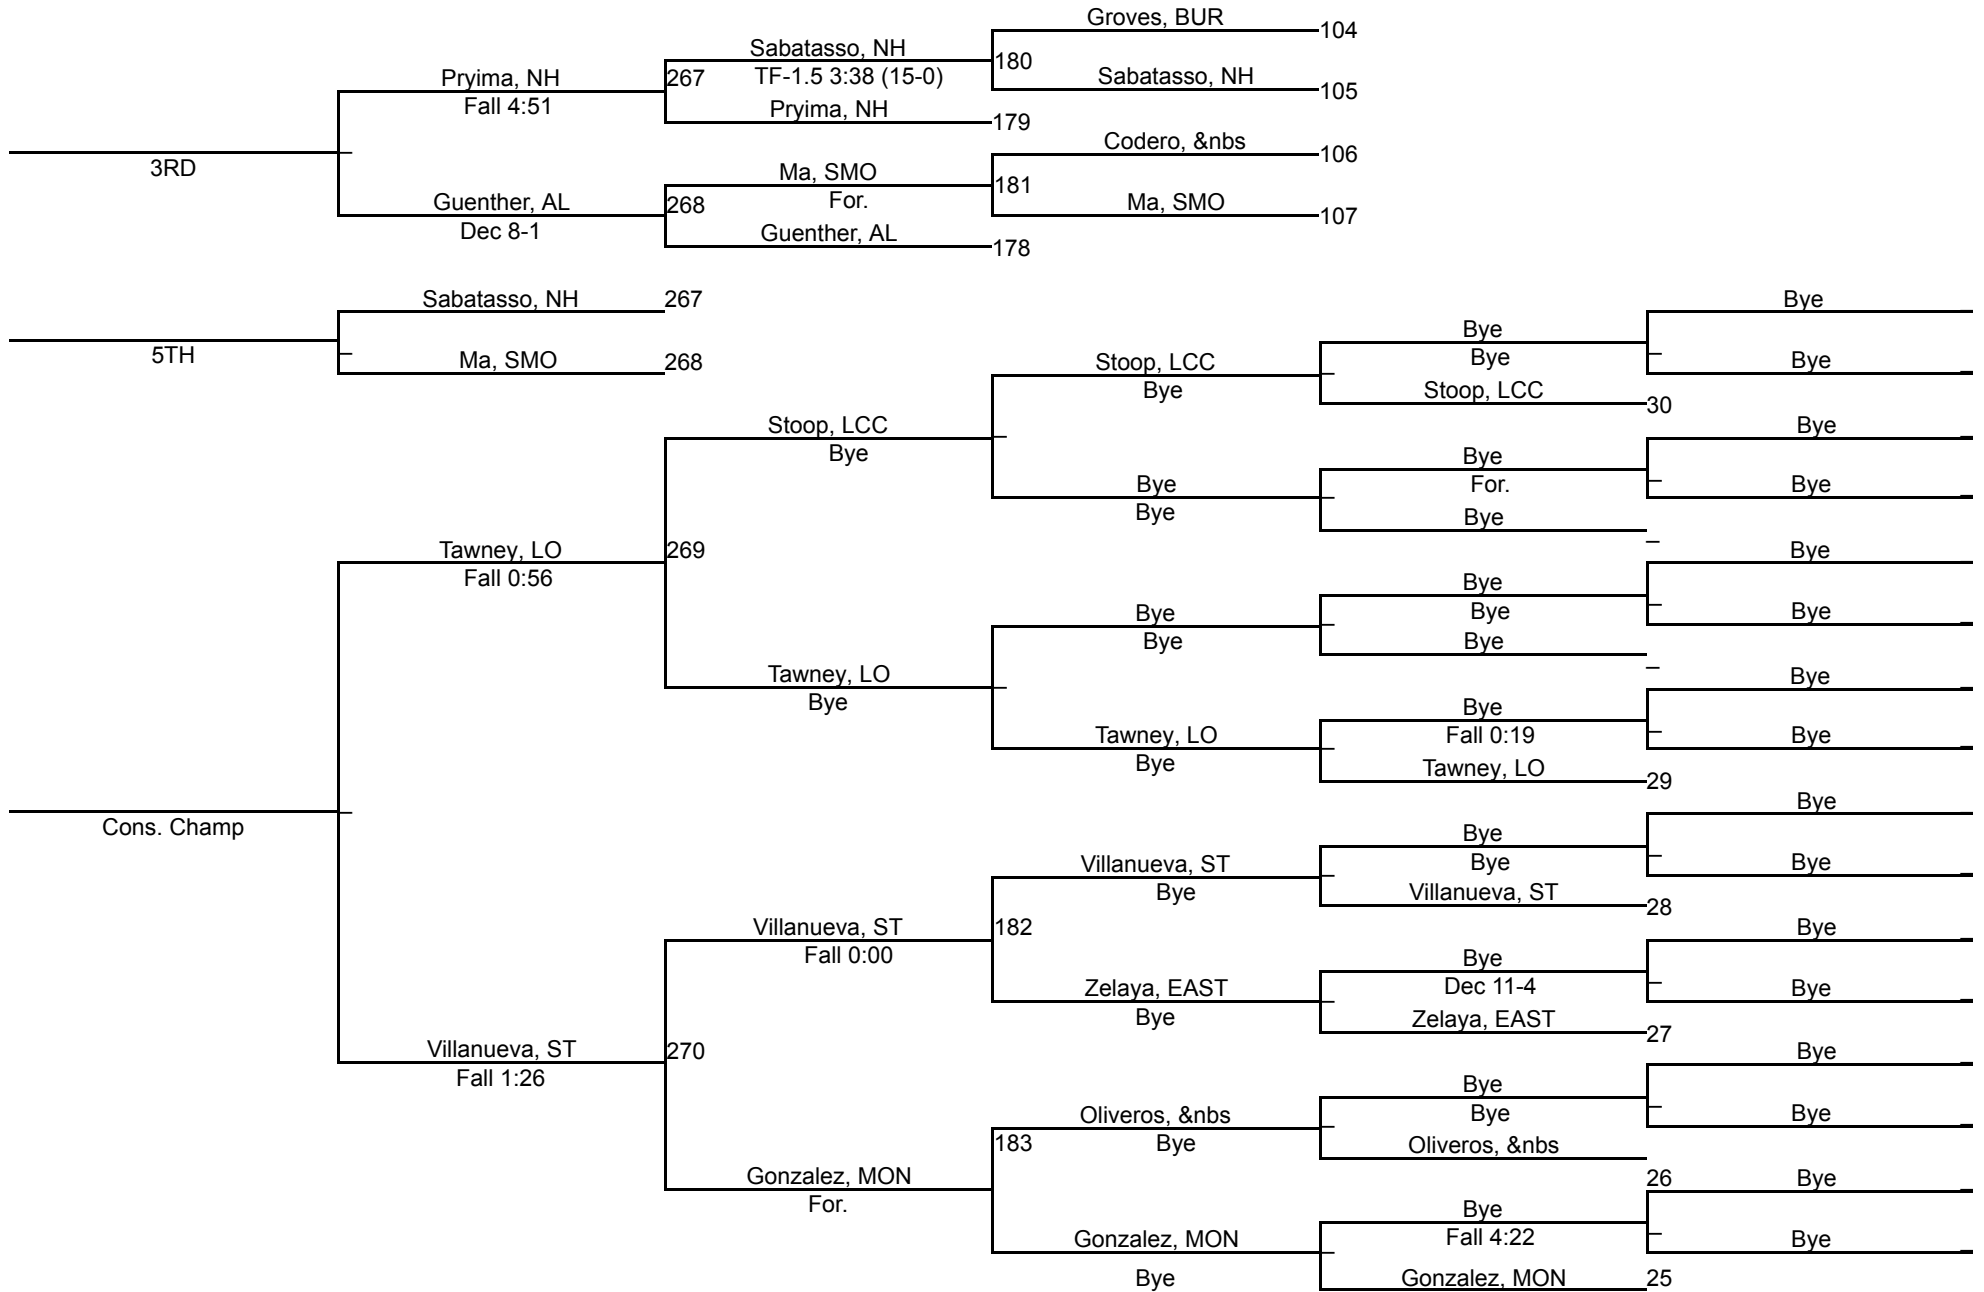 Groves, BUR
104
Sabatasso, NH
180
Pryima, NH
267
TF-1.5 3:38 (15-0)
Sabatasso, NH
105
Fall 4:51
Pryima, NH
179
Codero, &nbs
106
3RD
Ma, SMO
181
Guenther, AL
268
For.
Ma, SMO
107
Dec 8-1
Guenther, AL
178
Sabatasso, NH
267
Bye
Bye
5TH
Ma, SMO
268
Stoop, LCC
Bye
Bye
Bye
Stoop, LCC
30
Stoop, LCC
Bye
Bye
Bye
Bye
For.
Bye
Bye
Bye
Tawney, LO
269
Bye
Fall 0:56
Bye
Bye
Bye
Bye
Bye
Bye
Tawney, LO
Bye
Bye
Bye
Tawney, LO
Fall 0:19
Bye
Bye
Tawney, LO
29
Bye
Cons. Champ
Bye
Villanueva, ST
Bye
Bye
Bye
Villanueva, ST
28
Villanueva, ST
182
Bye
Fall 0:00
Bye
Zelaya, EAST
Dec 11-4
Bye
Bye
Zelaya, EAST
27
Villanueva, ST
270
Bye
Fall 1:26
Bye
Oliveros, &nbs
Bye
Bye
183
Bye
Oliveros, &nbs
26
Gonzalez, MON
Bye
For.
Bye
Gonzalez, MON
Fall 4:22
Bye
Bye
Gonzalez, MON
25